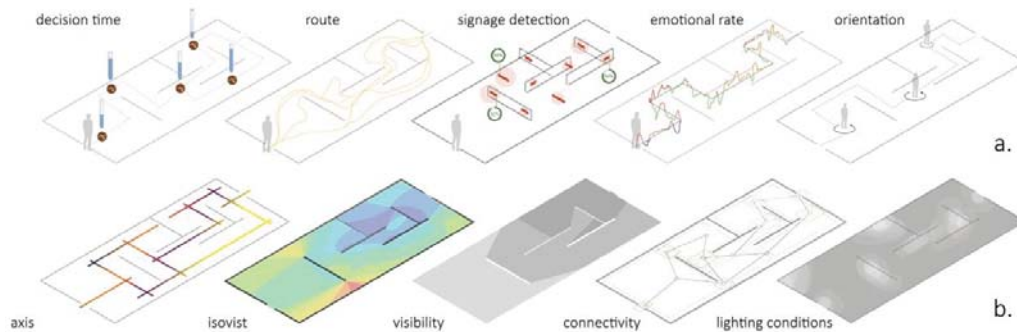 decision time
route
signage detection
emotional rate
orientation
a.
axis
isovist
visibility
connectivity
lighting conditions
b.